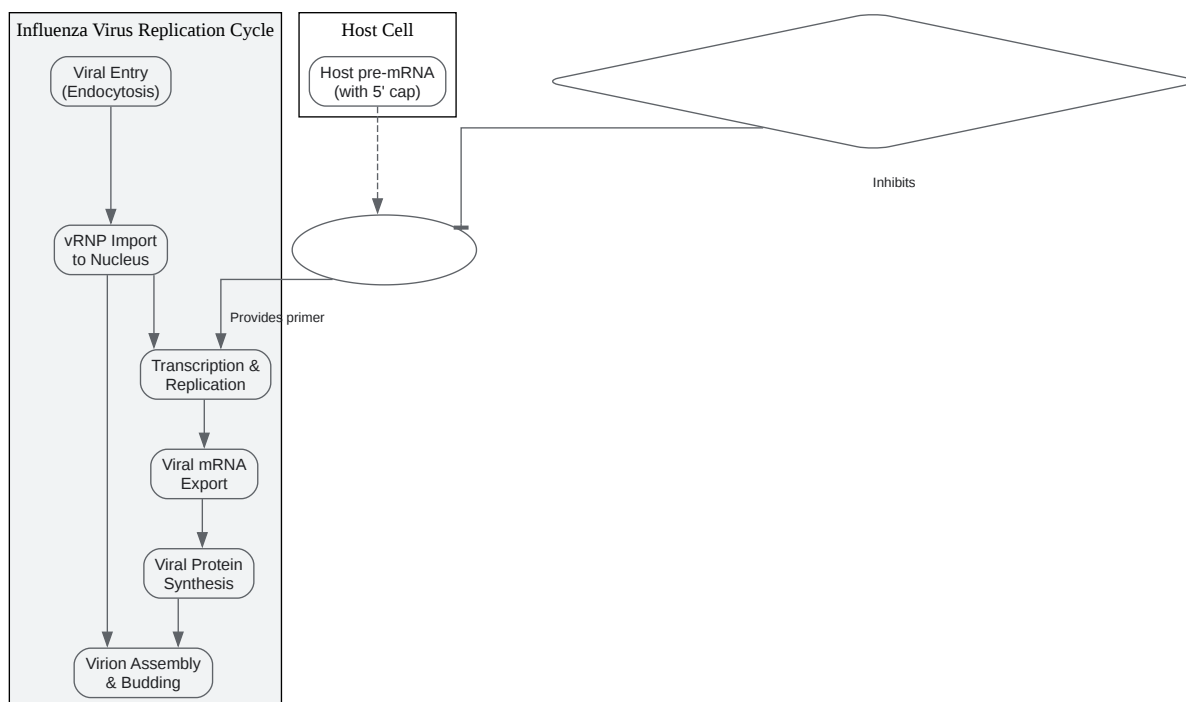 Influenza Virus Replication Cycle
Host Cell
Viral Entry
(Endocytosis)
Host pre-mRNA
(with 5' cap)
Inhibits
vRNP Import
to Nucleus
Provides primer
Transcription &
Replication
Viral mRNA
Export
Viral Protein
Synthesis
Virion Assembly
& Budding